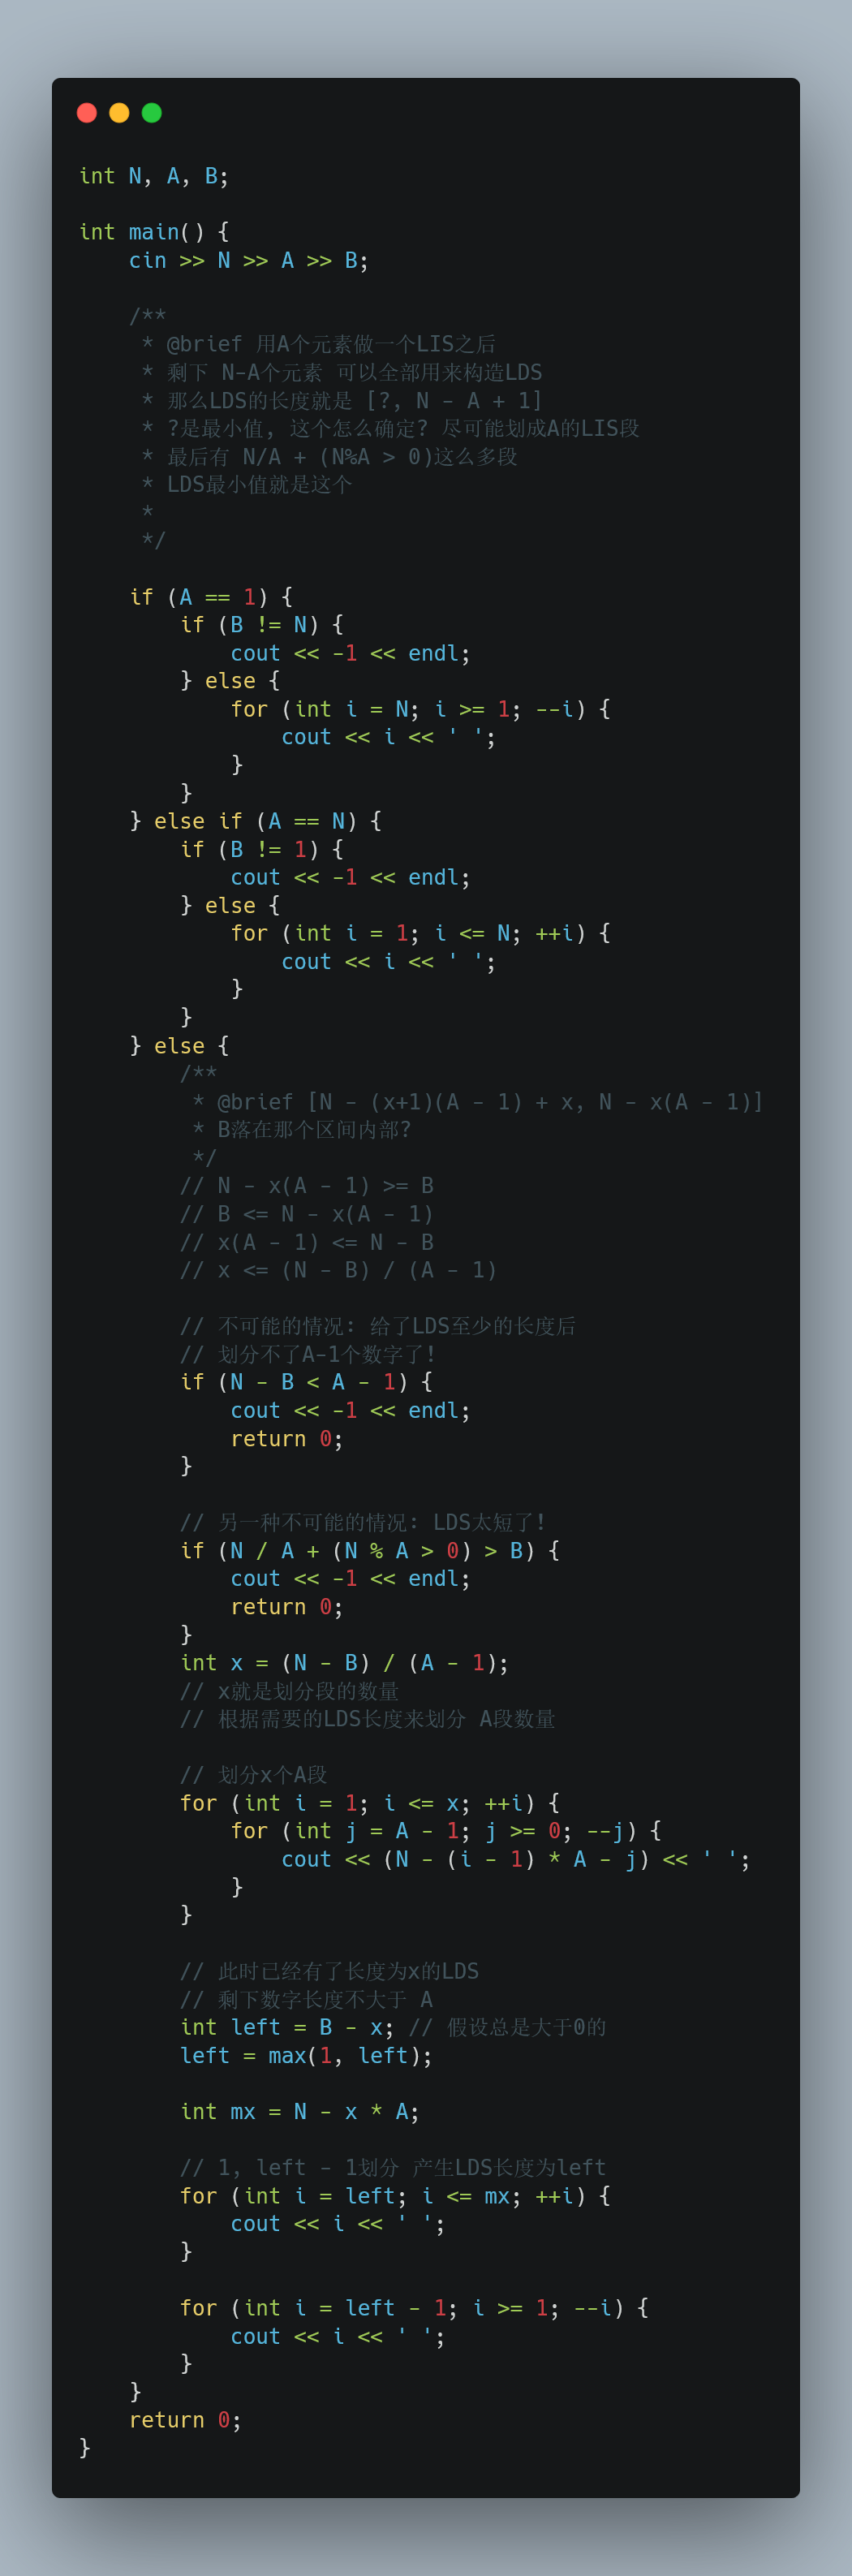 int N, A, B;
int main() {
    cin >> N >> A >> B;
    /**
     * @brief 用A个元素做一个LIS之后
     * 剩下 N-A个元素 可以全部用来构造LDS
     * 那么LDS的长度就是 [?, N - A + 1]
     * ?是最小值, 这个怎么确定? 尽可能划成A的LIS段
     * 最后有 N/A + (N%A > 0)这么多段
     * LDS最小值就是这个
     *
     */
    if (A == 1) {
        if (B != N) {
            cout << -1 << endl;
        } else {
            for (int i = N; i >= 1; --i) {
                cout << i << ' ';
            }
        }
    } else if (A == N) {
        if (B != 1) {
            cout << -1 << endl;
        } else {
            for (int i = 1; i <= N; ++i) {
                cout << i << ' ';
            }
        }
    } else {
        /**
         * @brief [N - (x+1)(A - 1) + x, N - x(A - 1)]
         * B落在那个区间内部?
         */
        // N - x(A - 1) >= B
        // B <= N - x(A - 1)
        // x(A - 1) <= N - B
        // x <= (N - B) / (A - 1)
        // 不可能的情况: 给了LDS至少的长度后
        // 划分不了A-1个数字了!
        if (N - B < A - 1) {
            cout << -1 << endl;
            return 0;
        }
        // 另一种不可能的情况: LDS太短了!
        if (N / A + (N % A > 0) > B) {
            cout << -1 << endl;
            return 0;
        }
        int x = (N - B) / (A - 1);
        // x就是划分段的数量
        // 根据需要的LDS长度来划分 A段数量
        // 划分x个A段
        for (int i = 1; i <= x; ++i) {
            for (int j = A - 1; j >= 0; --j) {
                cout << (N - (i - 1) * A - j) << ' ';
            }
        }
        // 此时已经有了长度为x的LDS
        // 剩下数字长度不大于 A
        int left = B - x; // 假设总是大于0的
        left = max(1, left);
        int mx = N - x * A;
        // 1, left - 1划分 产生LDS长度为left
        for (int i = left; i <= mx; ++i) {
            cout << i << ' ';
        }
        for (int i = left - 1; i >= 1; --i) {
            cout << i << ' ';
        }
    }
    return 0;
}